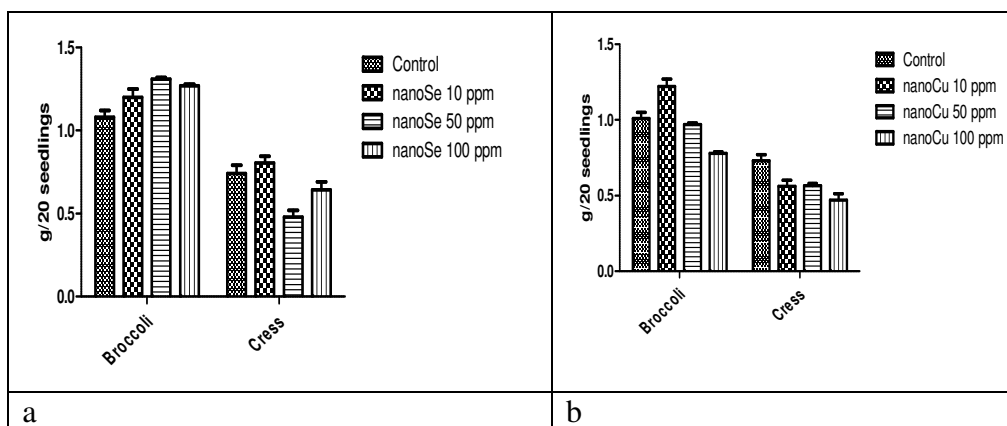 1.5
1.0
0.5
0.0
g/20 seedlings
Broccoli
Cress
Control
nanoSe 10 ppm
nanoSe 50 ppm
nanoSe 100 ppm
a
1.5
1.0
0.5
0.0
g/20 seedlings
Broccoli
Cress
Control
nanoCu 10 ppm
nanoCu 50 ppm
nanoCu 100 ppm
b